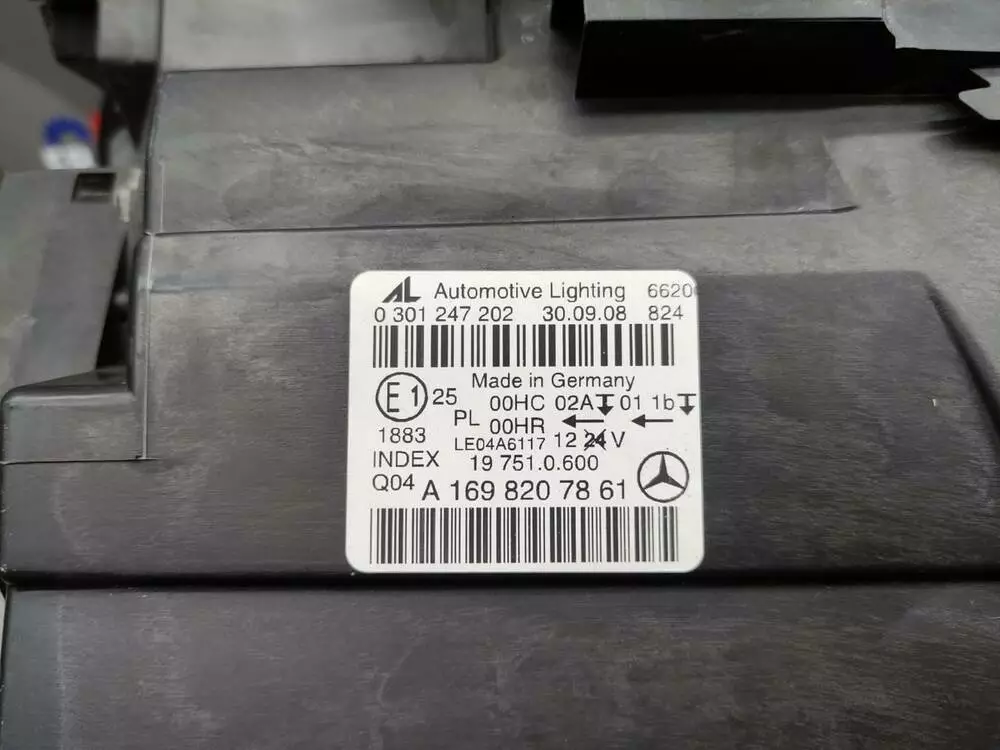 AL Automotive Lighting 6620
0 301 247 202 30.09.08 824
Made in Germany
E1 25 00HC 02A 01 1b
PL 00HR ← ←
1883 LE04A6117 12 24 V
INDEX 19 751.0.600
Q04 A 169 820 78 61